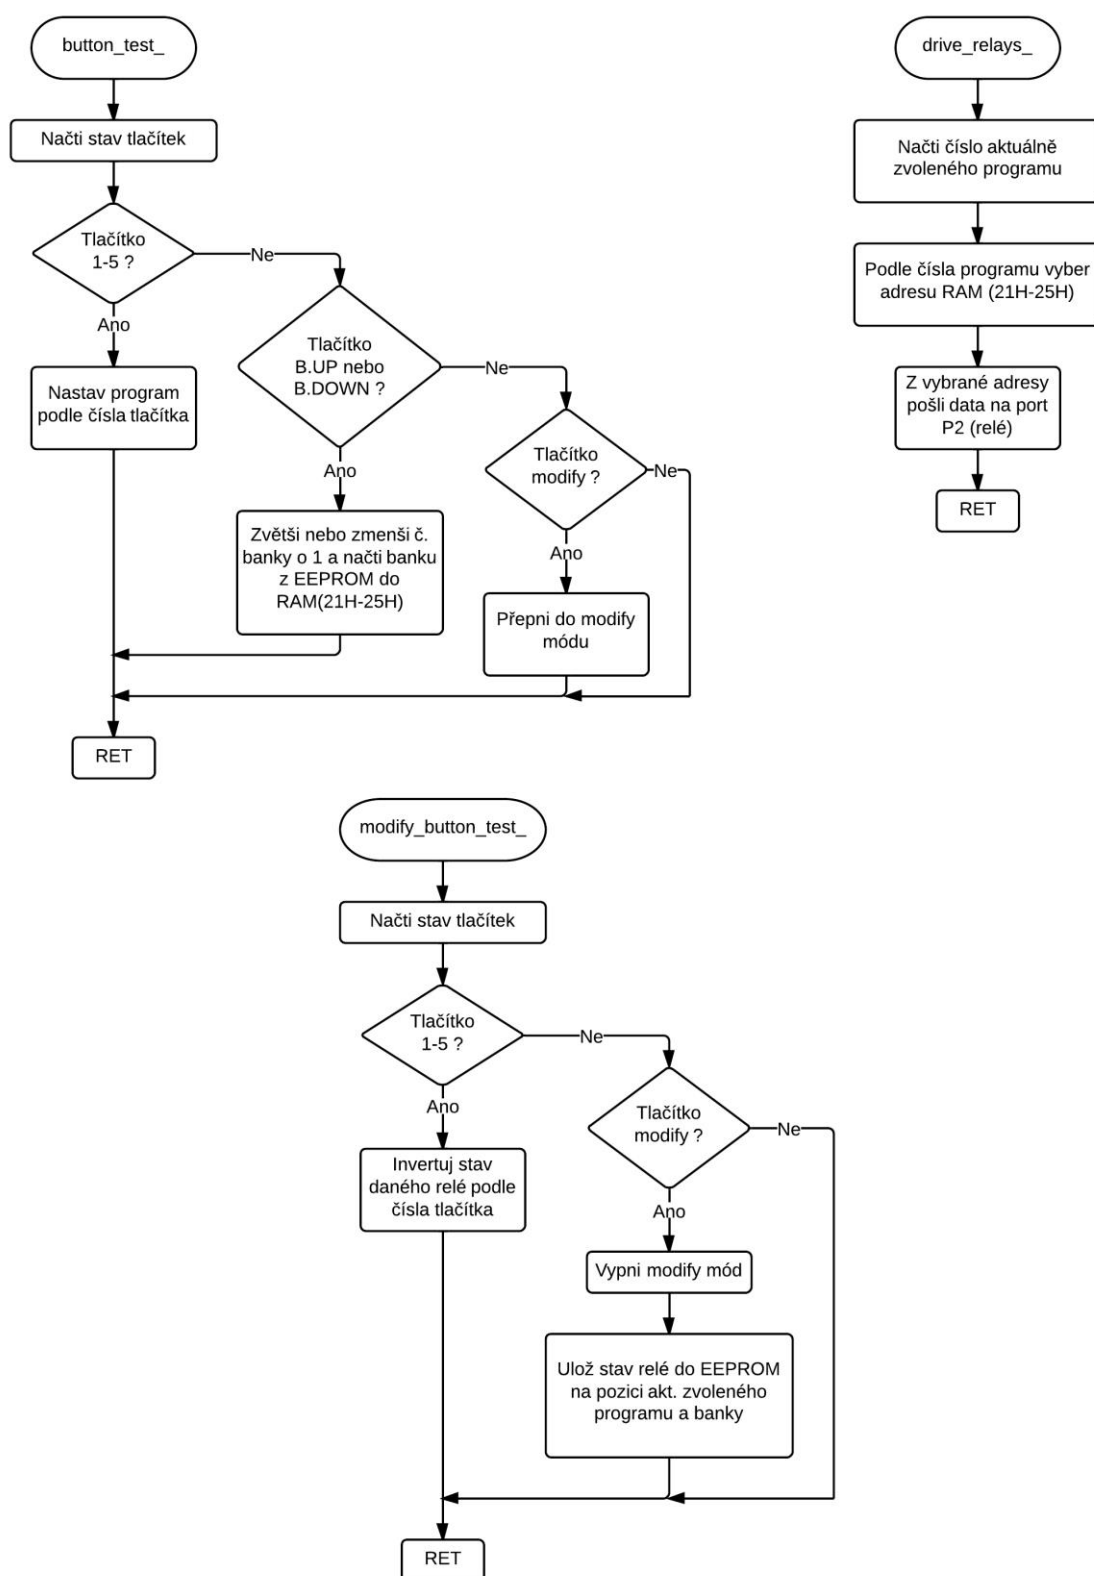 button_test_
Načti stav tlačítek
Tlačítko
1-5 ?
Ne
Ano
Nastav program
podle čísla tlačítka
Tlačítko
B.UP nebo
B.DOWN ?
Ne
Ano
Zvětši nebo zmenši č.
banky o 1 a načti banku
z EEPROM do
RAM(21H-25H)
Tlačítko
modify ?
Ne
Ano
Přepni do modify
módu
RET
drive_relays_
Načti číslo aktuálně
zvoleného programu
Podle čísla programu vyber
adresu RAM (21H-25H)
Z vybrané adresy
pošli data na port
P2 (relé)
RET
modify_button_test_
Načti stav tlačítek
Tlačítko
1-5 ?
Ne
Ano
Invertuj stav
daného relé podle
čísla tlačítka
Tlačítko
modify ?
Ne
Ano
Vypni modify mód
Ulož stav relé do EEPROM
na pozici akt. zvoleného
programu a banky
RET